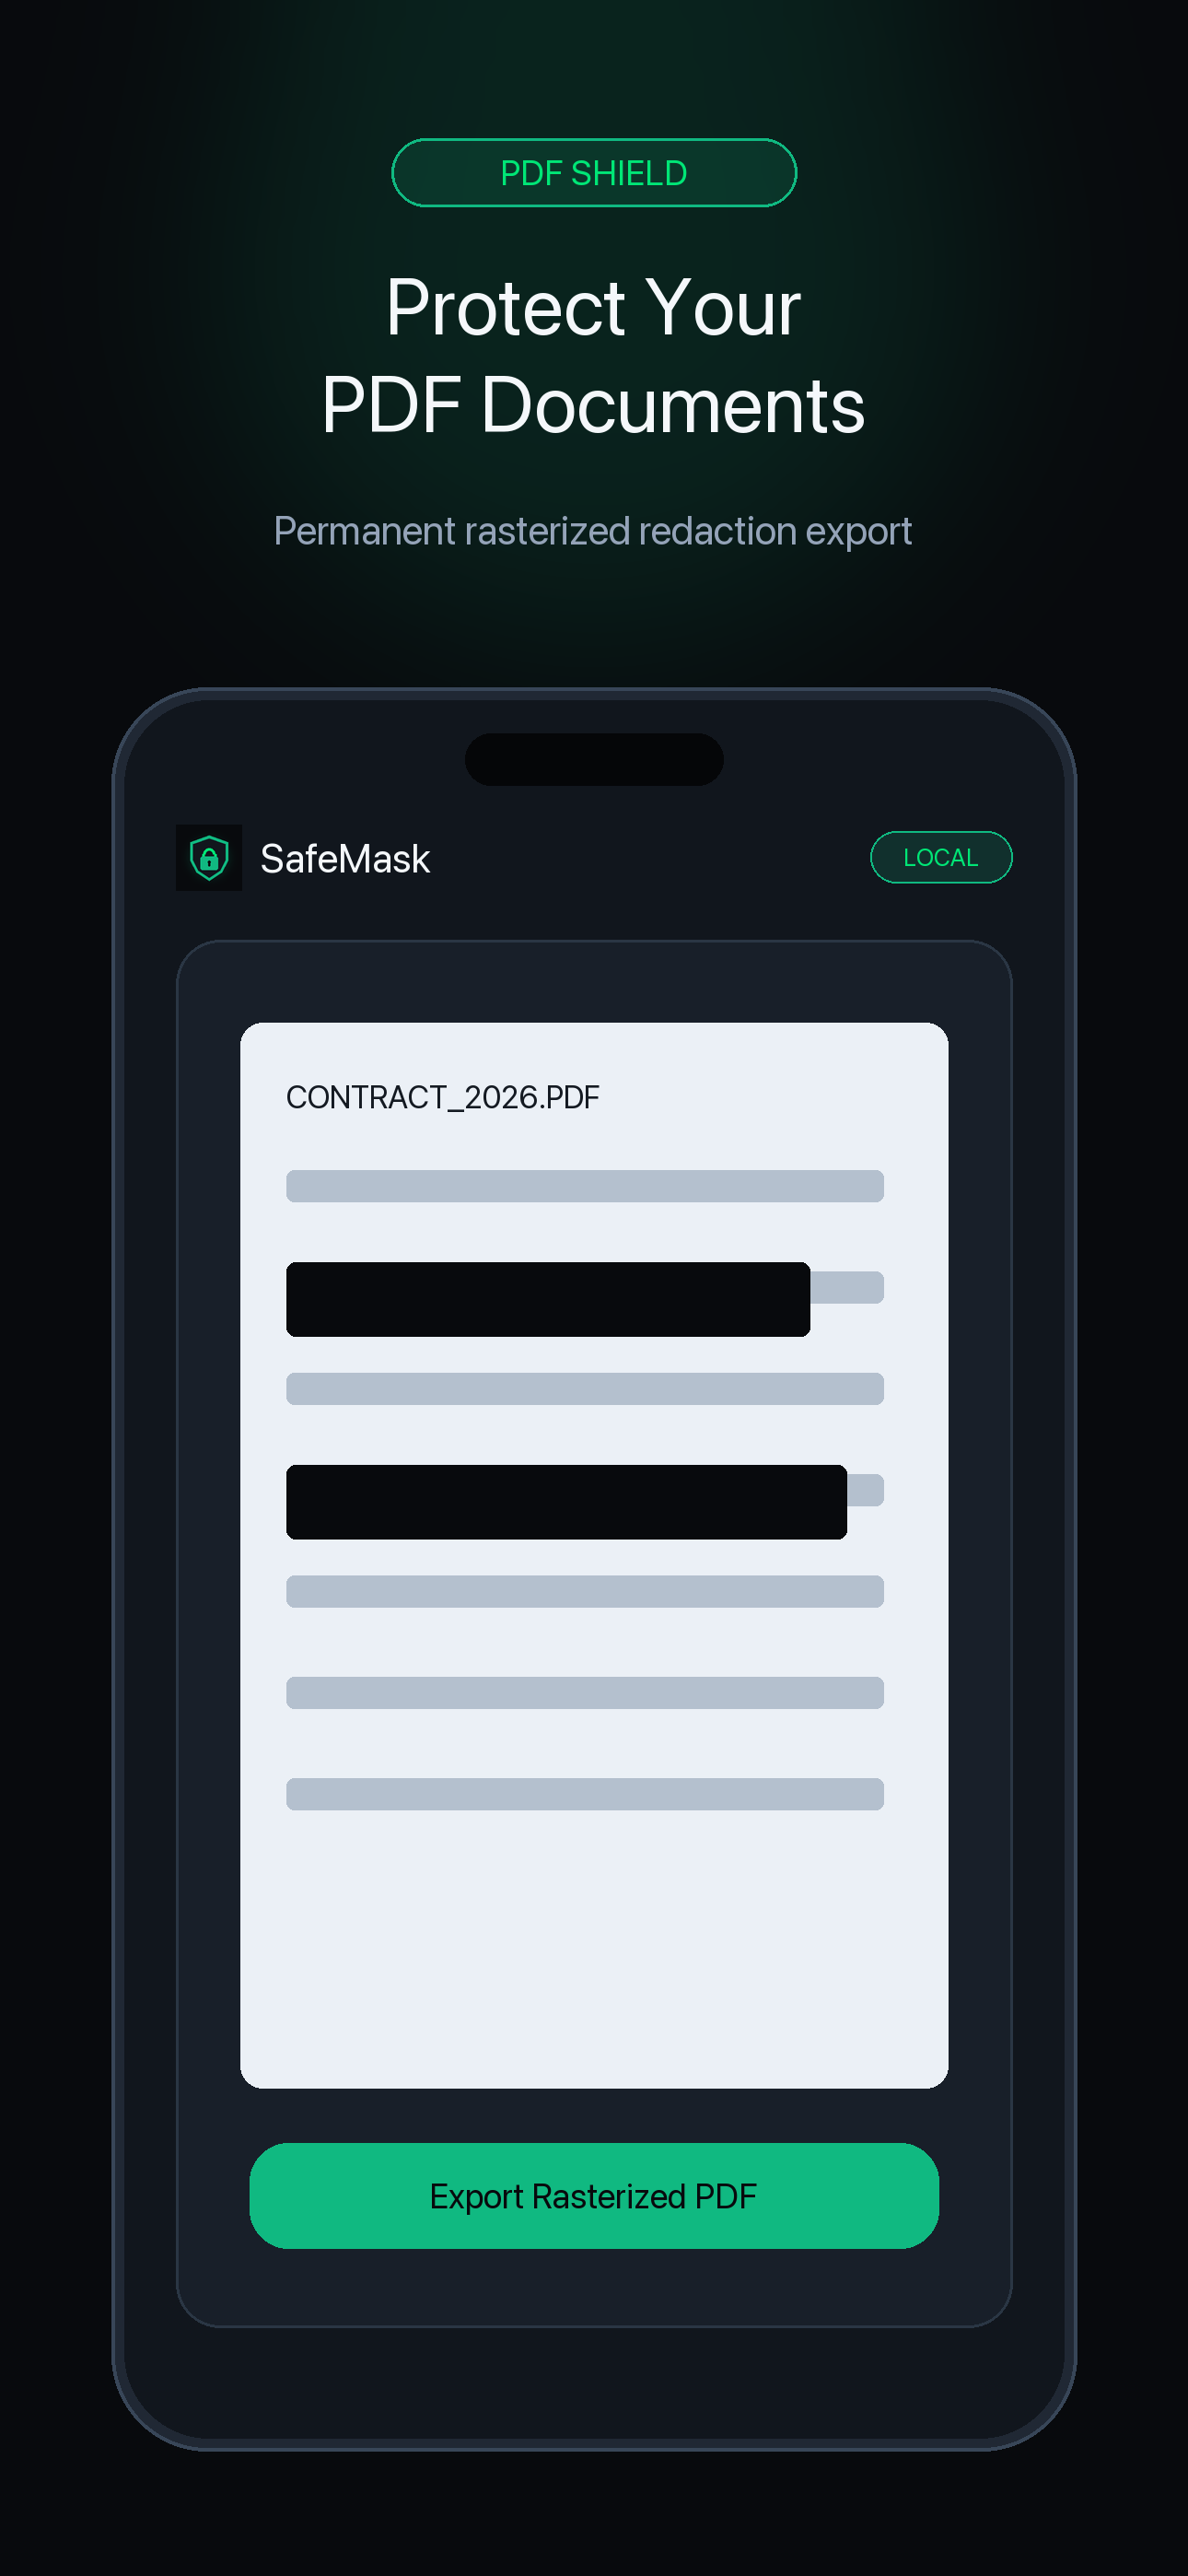 PDF SHIELD
Protect Your
PDF Documents
Permanent rasterized redaction export
SafeMask
LOCAL
CONTRACT_2026.PDF
Export Rasterized PDF